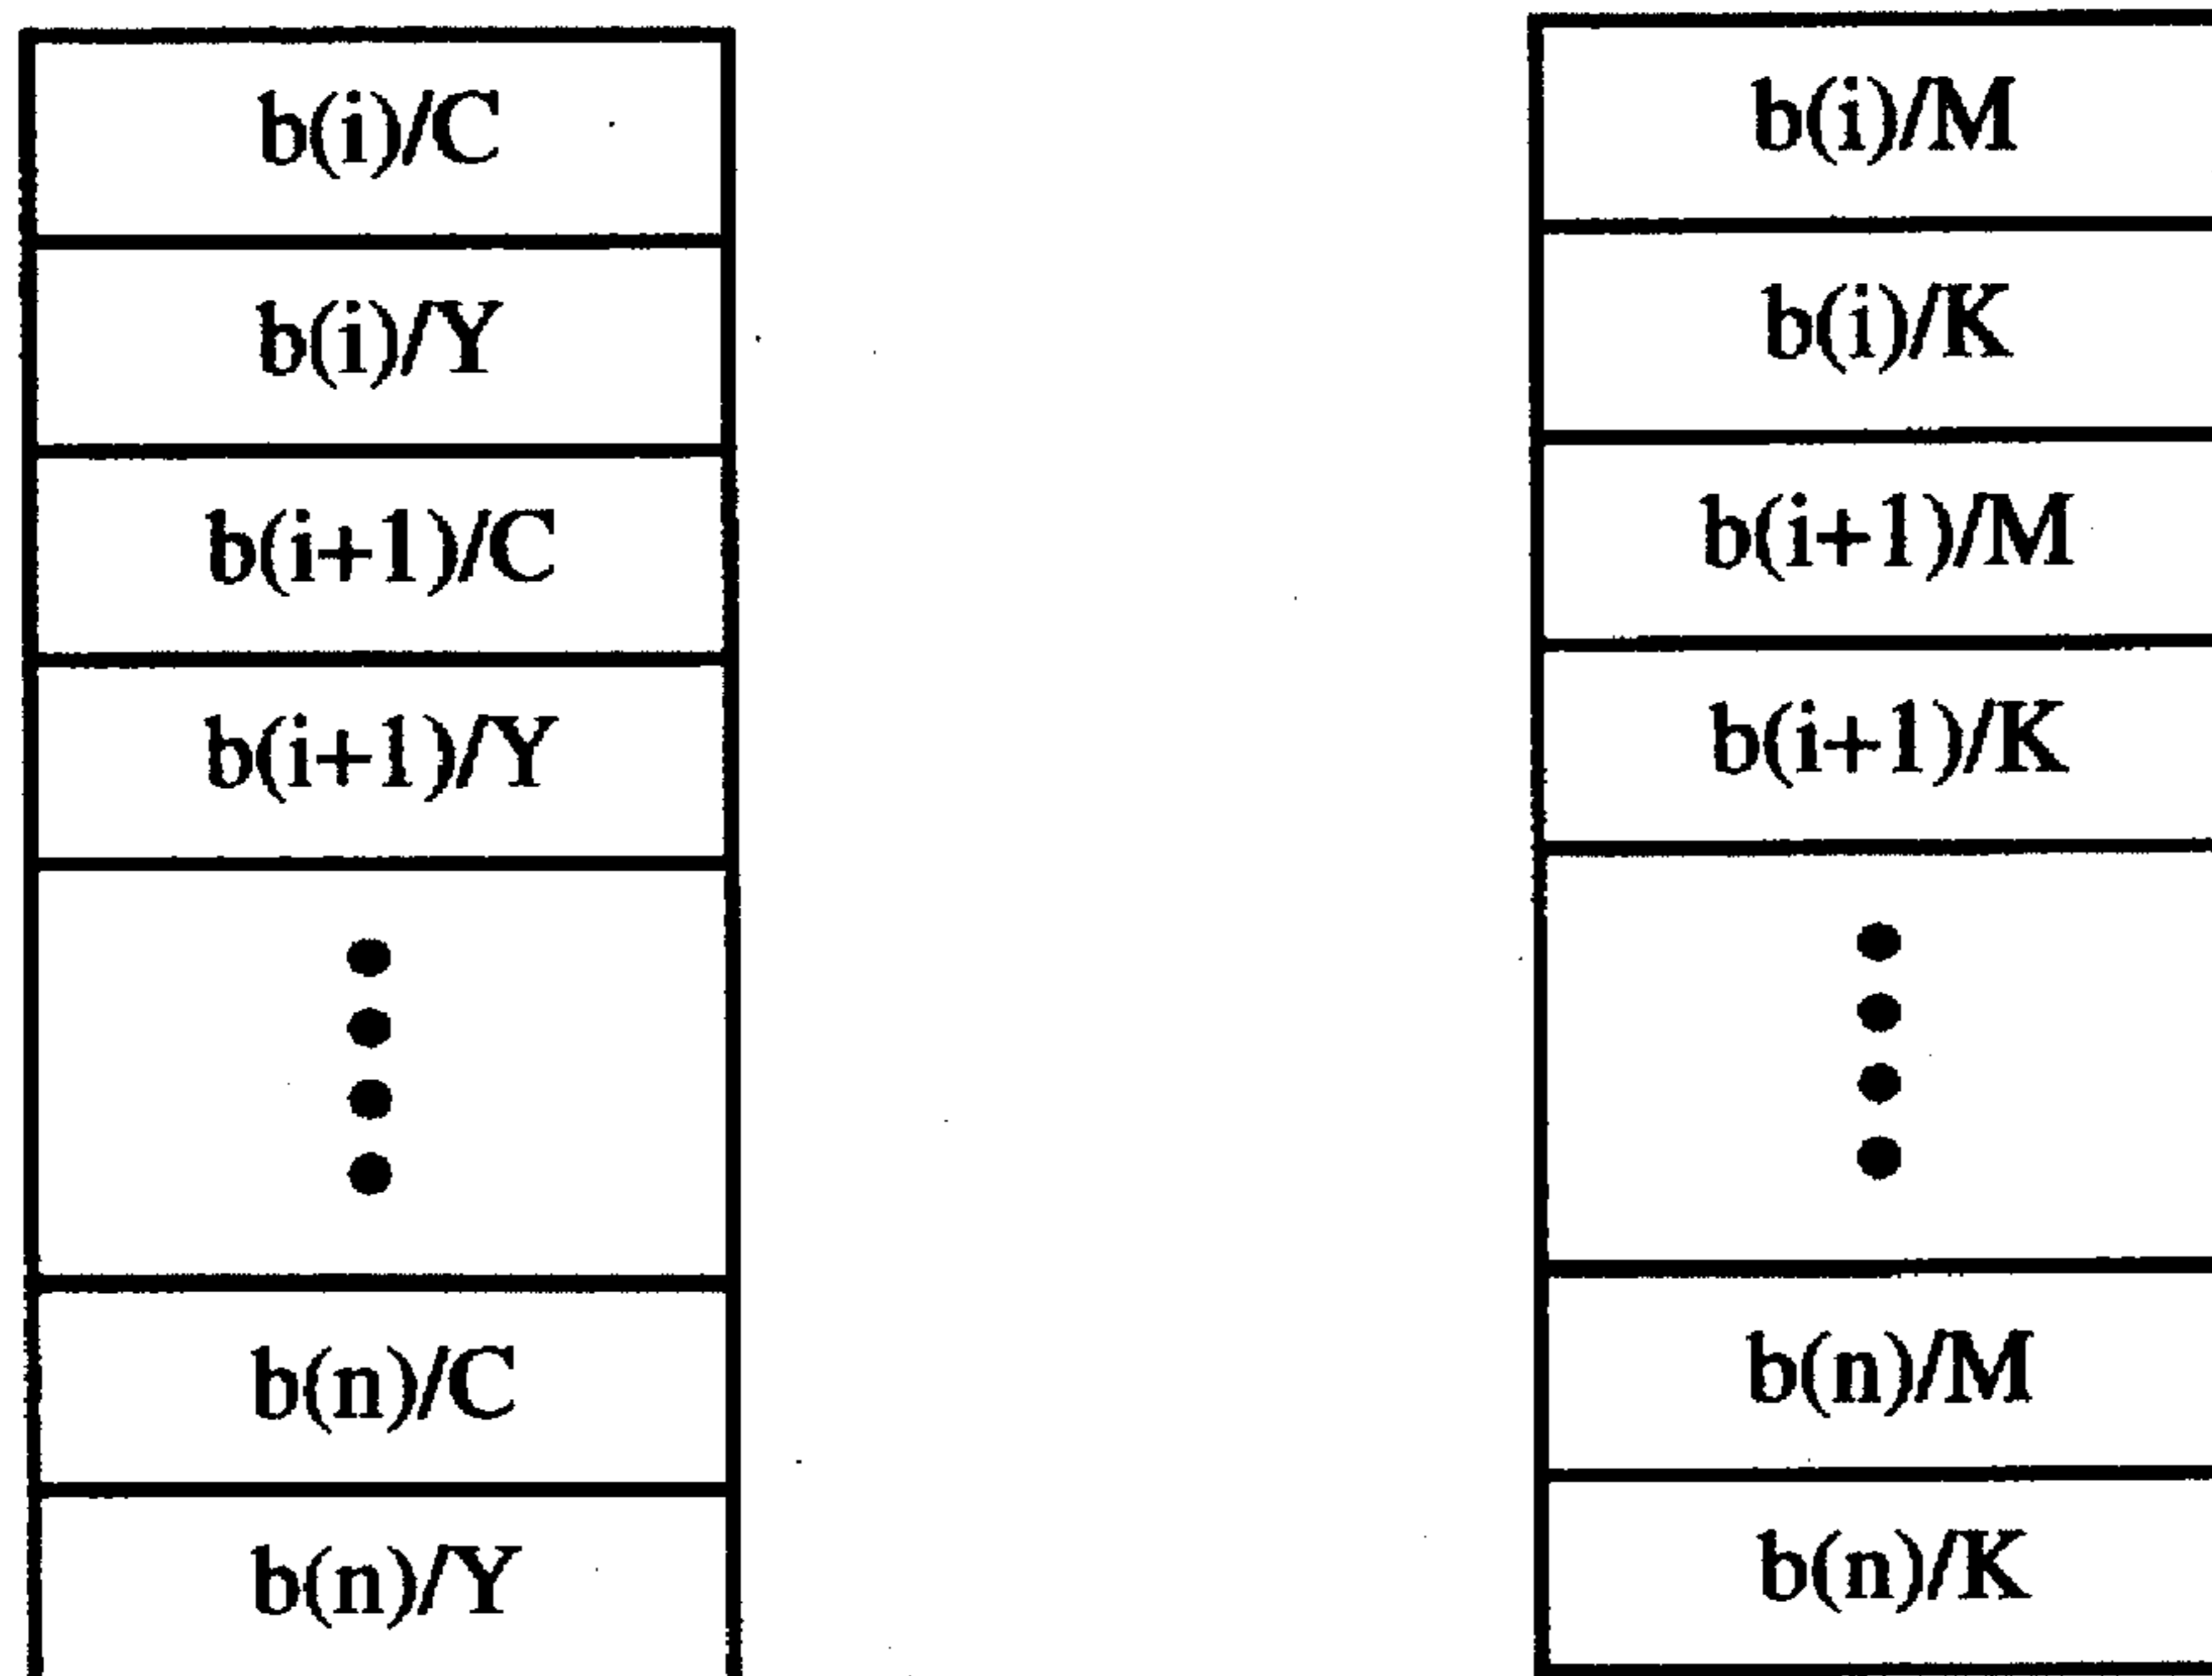 b(i)/C
b(i)/Y
b(i+1)/C
b(i+1)/Y
b(n)/C
b(n)/Y
b(i)/M
b(i)/K
b(i+1)/M
b(i+1)/K
b(n)/M
b(n)/K